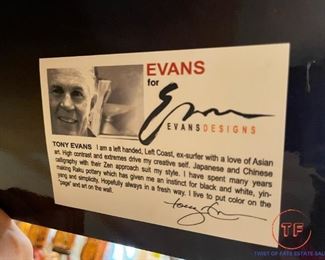 EVANS
for
EVANSDESIGNS
TONY EVANS I am a left handed, Left Coast, ex-surfer with a love of Asian
art. High contrast and extremes drive my creative self. Japanese and Chinese
calligraphy with their Zen approach suit my style. I have spent many years
making Raku pottery which has given me an instinct for black and white, yin-
yang and simplicity. Hopefully always in a fresh way. I live to put color on the
"page" and art on the wall.
TF
TWIST OF FATE ESTATE SALES